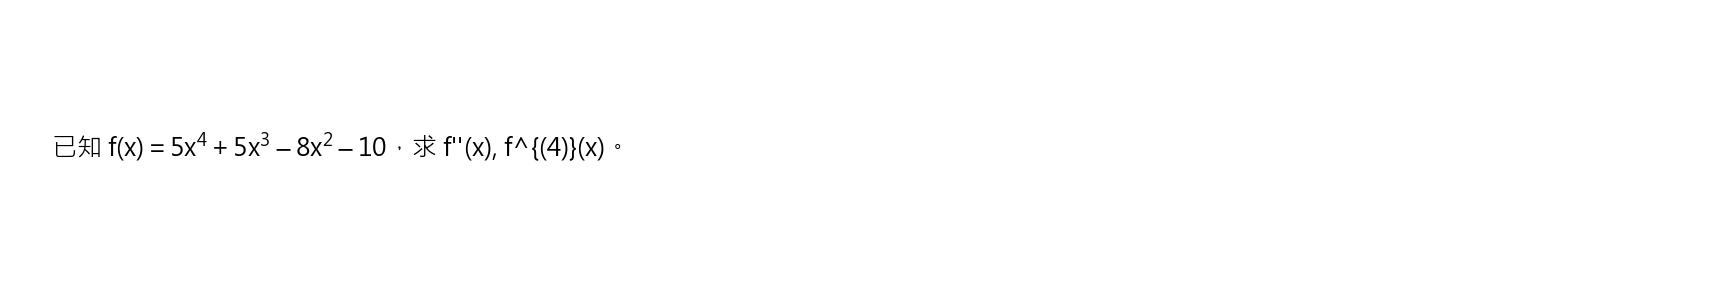 已知 f(x) = 5x⁴ + 5x³ – 8x² – 10，求 f''(x), f^{(4)}(x)。